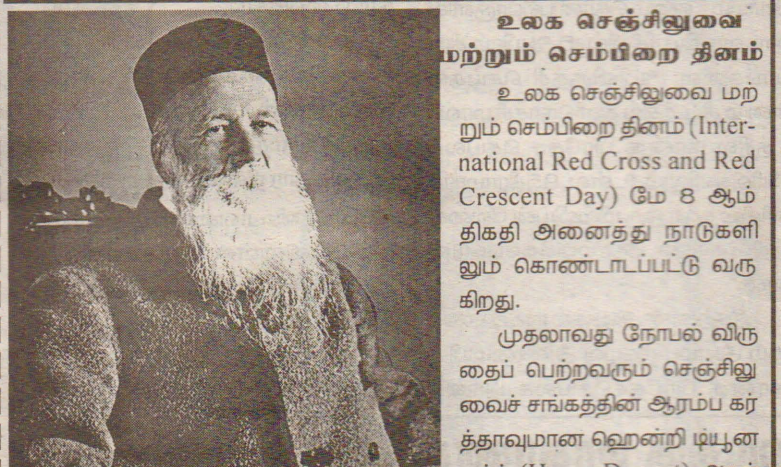 உலக செஞ்சிலுவை
மற்றும் செம்பிறை தினம்
உலக செஞ்சிலுவை மற்
றும் செம்பிறை தினம் (Inter-
national Red Cross and Red
Crescent Day) மே 8 ஆம்
திகதி அனைத்து நாடுகளி
லும் கொண்டாடப்பட்டு வரு
கிறது.
முதலாவது நோபல் விரு
தைப் பெற்றவரும் செஞ்சிலு
வைச் சங்கத்தின் ஆரம்ப கர்
த்தாவுமான ஹென்றி டியூன